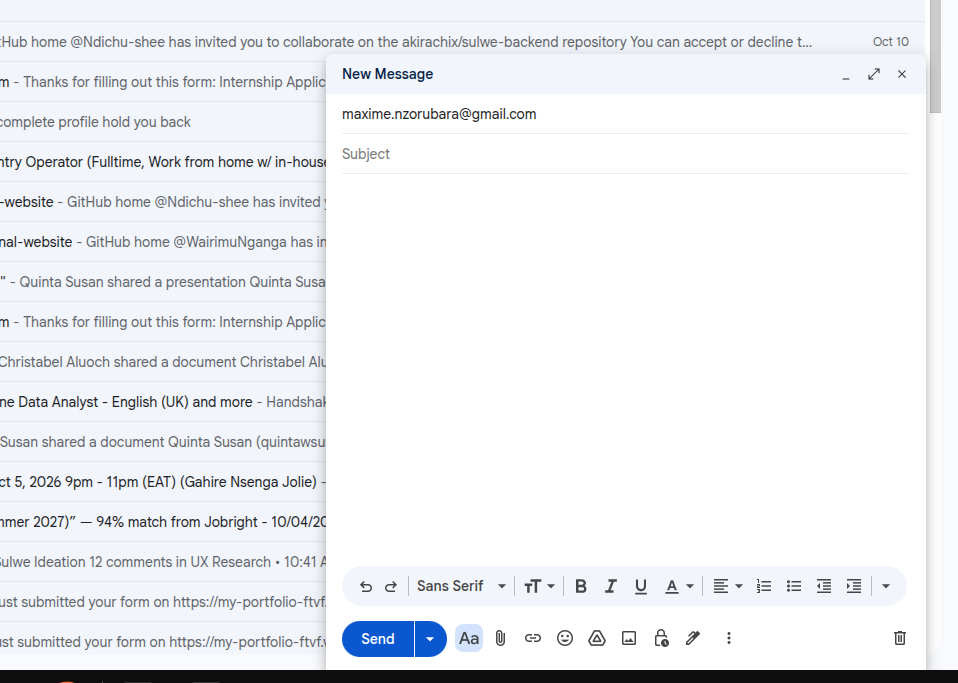 Hub home @Ndichu-shee has invited you to collaborate on the akirachix/sulwe-backend repository You can accept or decline t... Oct 10
m - Thanks for filling out this form: Internship Applic
complete profile hold you back
ntry Operator (Fulltime, Work from home w/ in-house
-website - GitHub home @Ndichu-shee has invited
nal-website - GitHub home @WairimuNganga has in
" - Quinta Susan shared a presentation Quinta Susa
m - Thanks for filling out this form: Internship Applic
Christabel Aluoch shared a document Christabel Alu
ne Data Analyst - English (UK) and more - Handshak
Susan shared a document Quinta Susan (quintawsu
ct 5, 2026 9pm - 11pm (EAT) (Gahire Nsenga Jolie) -
mmer 2027)” — 94% match from Jobright - 10/04/20
Sulwe Ideation 12 comments in UX Research • 10:41 A
ust submitted your form on https://my-portfolio-ftvf.
ust submitted your form on https://my-portfolio-ftvf.
New Message
maxime.nzorubara@gmail.com
Subject
Sans Serif
Send Aa